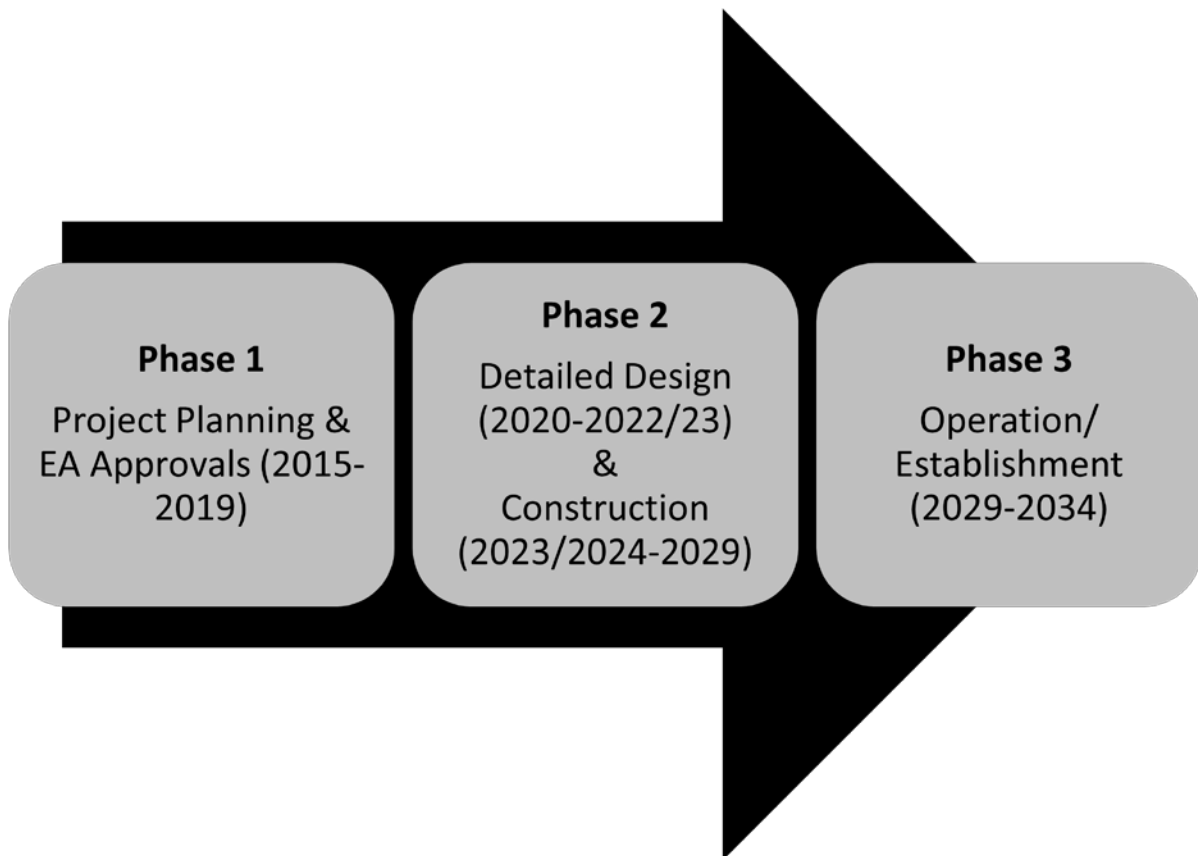 Phase 1
Project Planning &
EA Approvals (2015-
2019)
Phase 2
Detailed Design
(2020-2022/23)
&
Construction
(2023/2024-2029)
Phase 3
Operation/
Establishment
(2029-2034)